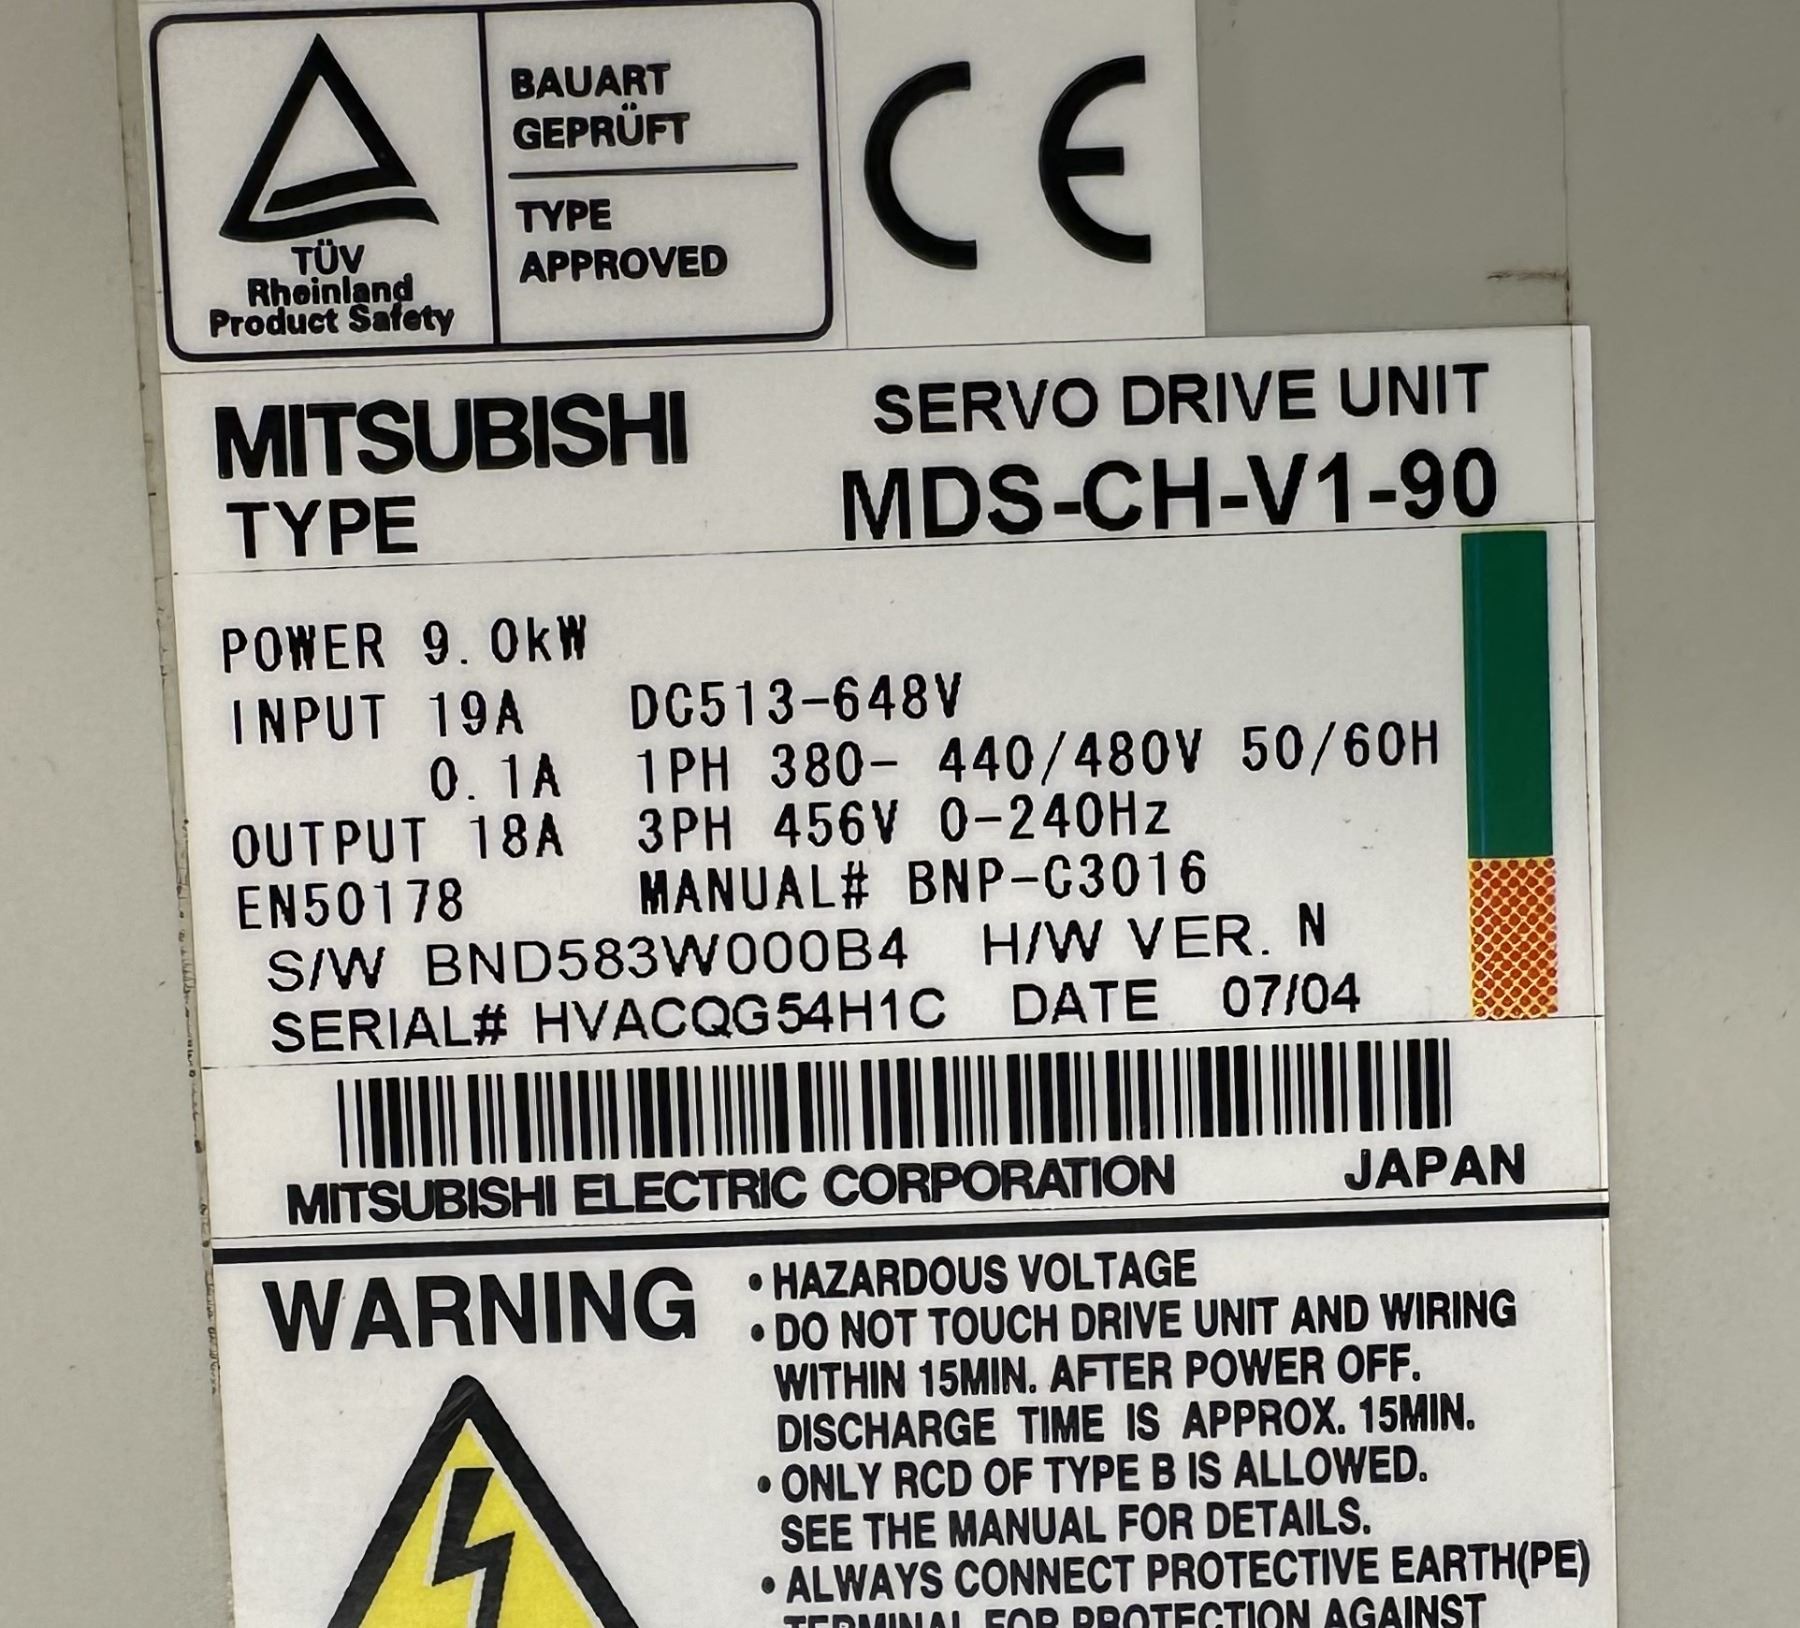 TÜV
Rheinland
Product Safety
BAUART
GEPRÜFT
TYPE
APPROVED
CE
MITSUBISHI SERVO DRIVE UNIT
TYPE MDS-CH-V1-90
POWER 9.0kW
INPUT 19A DC513-648V
0.1A 1PH 380- 440/480V 50/60H
OUTPUT 18A 3PH 456V 0-240Hz
EN50178 MANUAL# BNP-C3016
S/W BND583W000B4 H/W VER. N
SERIAL# HVACQG54H1C DATE 07/04
MITSUBISHI ELECTRIC CORPORATION JAPAN
WARNING
• HAZARDOUS VOLTAGE
• DO NOT TOUCH DRIVE UNIT AND WIRING
WITHIN 15MIN. AFTER POWER OFF.
DISCHARGE TIME IS APPROX. 15MIN.
• ONLY RCD OF TYPE B IS ALLOWED.
SEE THE MANUAL FOR DETAILS.
• ALWAYS CONNECT PROTECTIVE EARTH(PE)
TERMINAL FOR PROTECTION AGAINST